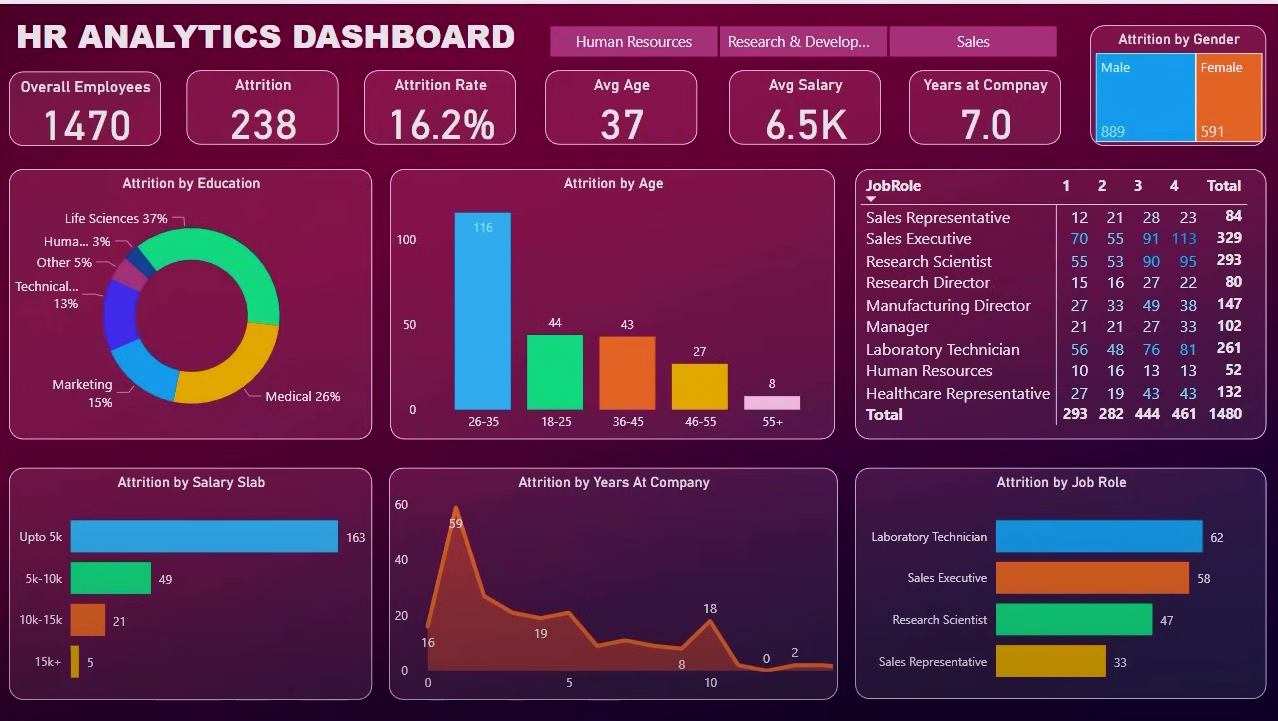 HR ANALYTICS DASHBOARD
Human Resources
Research & Develop...
Sales
Attrition by Gender
Male
Female
889
591
Overall Employees
1470
Attrition
238
Attrition Rate
16.2%
Avg Age
37
Avg Salary
6.5K
Years at Compnay
7.0
Attrition by Education
Life Sciences 37%
Huma... 3%
Other 5%
Technical...
13%
Marketing
15%
Medical 26%
Attrition by Age
100
50
0
116
44
43
27
8
26-35
18-25
36-45
46-55
55+
JobRole 1 2 3 4 Total
Sales Representative 12 21 28 23 84
Sales Executive 70 55 91 113 329
Research Scientist 55 53 90 95 293
Research Director 15 16 27 22 80
Manufacturing Director 27 33 49 38 147
Manager 21 21 27 33 102
Laboratory Technician 56 48 76 81 261
Human Resources 10 16 13 13 52
Healthcare Representative 27 19 43 43 132
Total 293 282 444 461 1480
Attrition by Salary Slab
Upto 5k 163
5k-10k 49
10k-15k 21
15k+ 5
Attrition by Years At Company
60
40
20
0
16
59
19
8
18
0
2
0
5
10
Attrition by Job Role
Laboratory Technician 62
Sales Executive 58
Research Scientist 47
Sales Representative 33